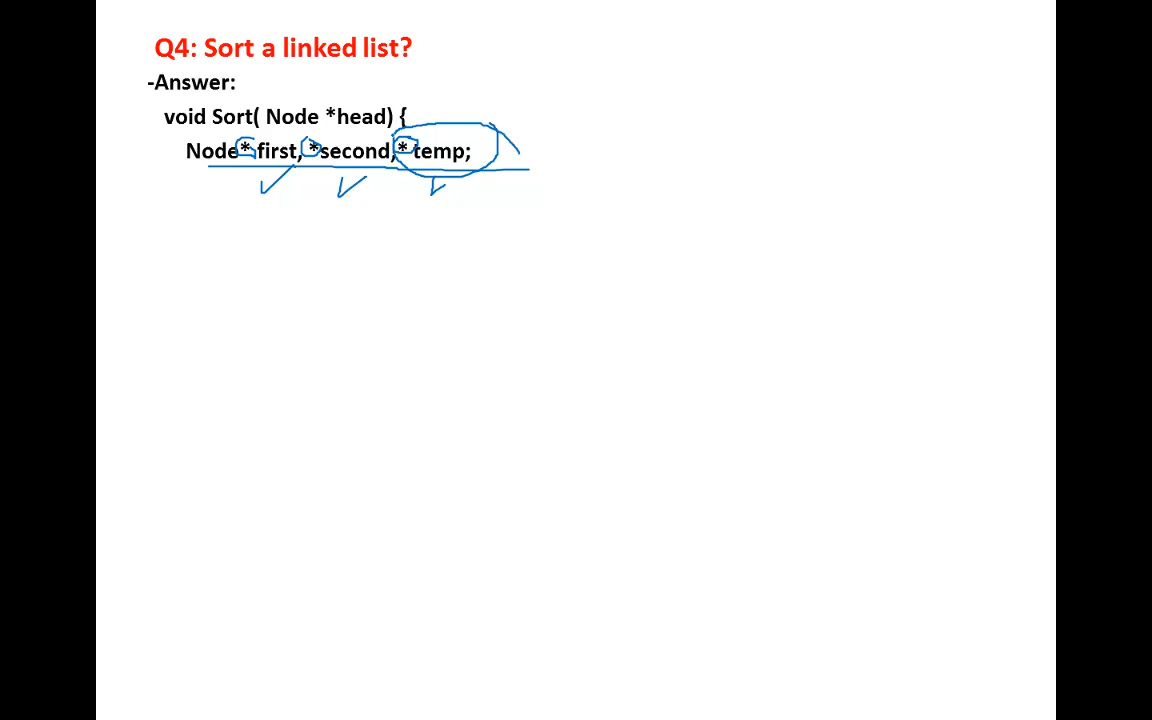 Q4: Sort a linked list?
-Answer:
void Sort( Node *head) {
Node * first, *second, * temp;